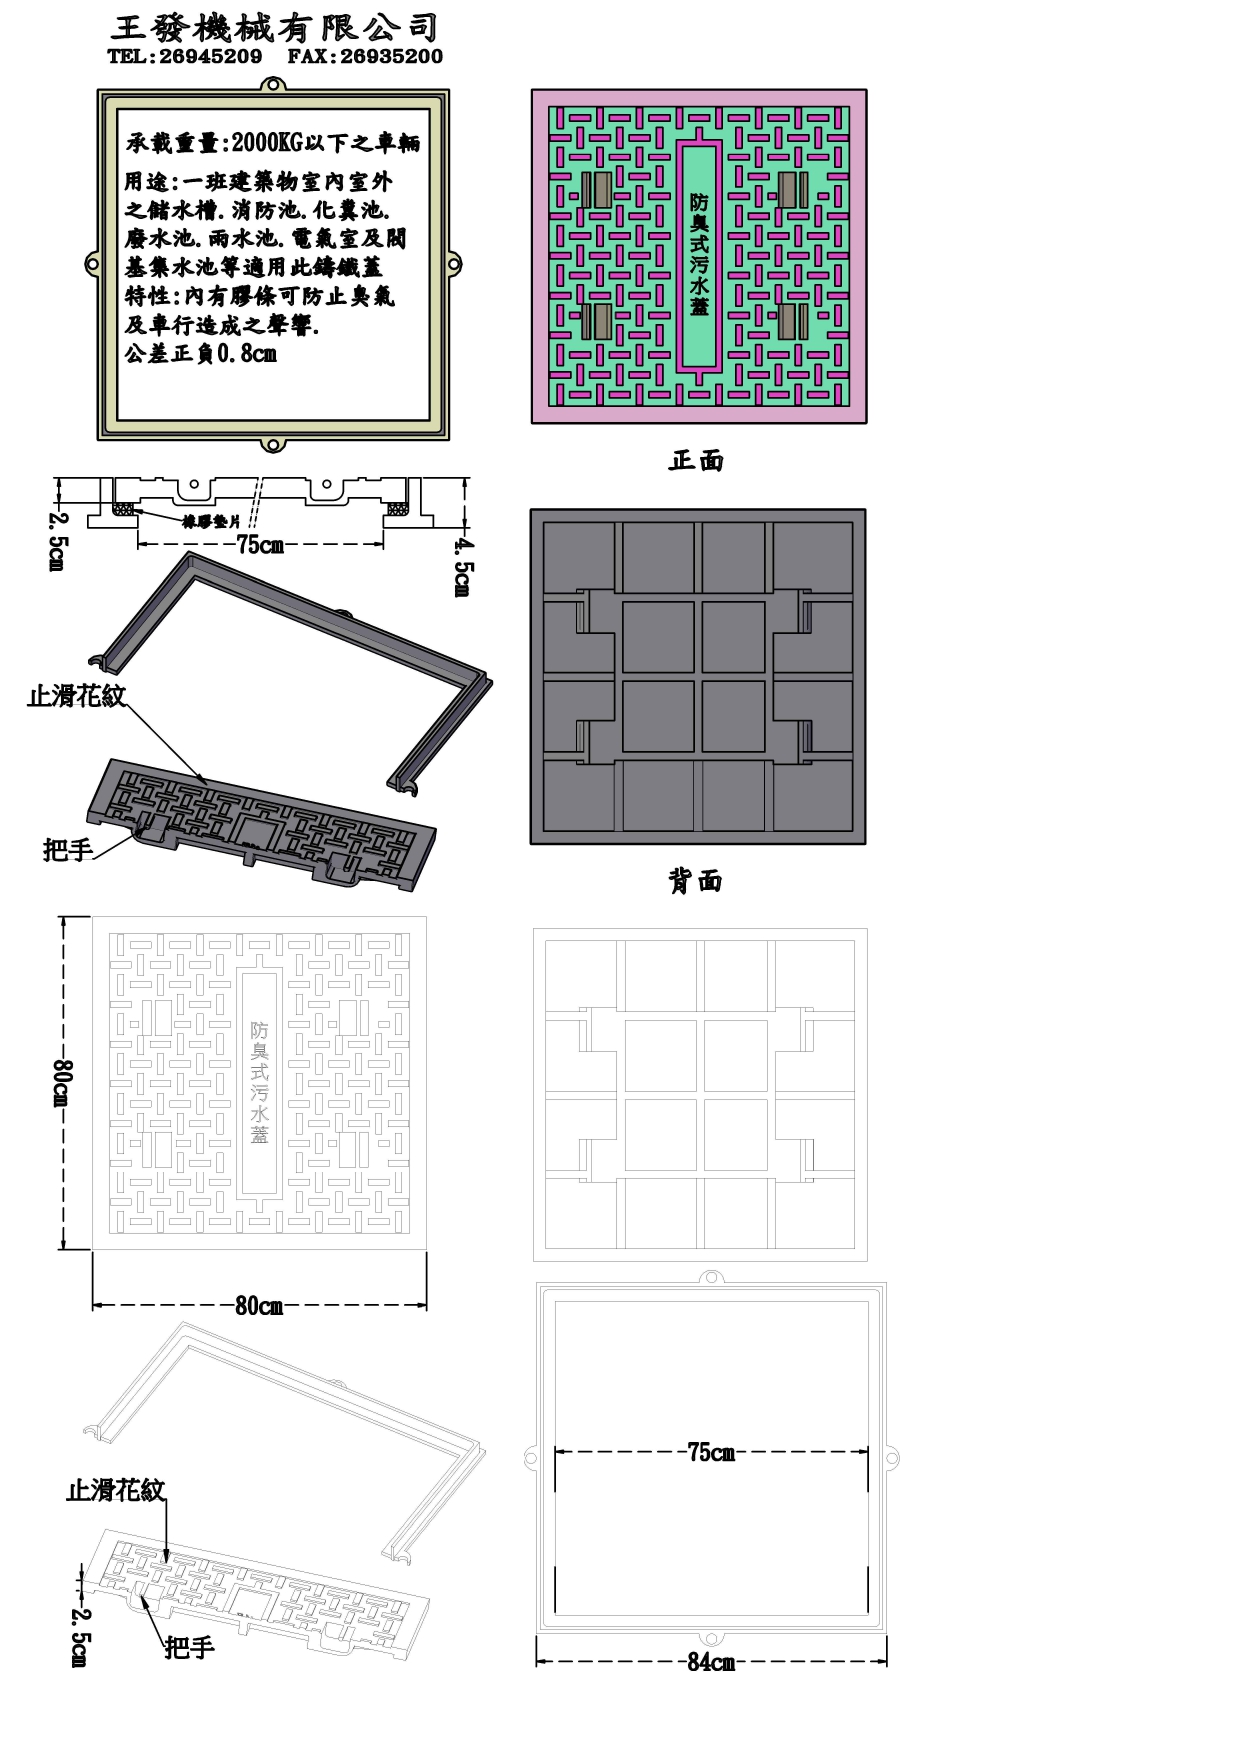 王發機械有限公司
TEL:26945209 FAX:26935200
承載重量:2000KG以下之車輛
用途:一班建築物室內室外
之儲水槽.消防池.化糞池.
廢水池.雨水池.電氣室及閥
基集水池等適用此鑄鐵蓋
特性:內有膠條可防止臭氣
及車行造成之聲響.
公差正負0.8cm
防臭式污水蓋
正面
2.5cm
橡膠墊片
75cm
4.5cm
止滑花紋
把手
背面
80cm
防臭式污水蓋
80cm
75cm
止滑花紋
2.5cm
把手
84cm